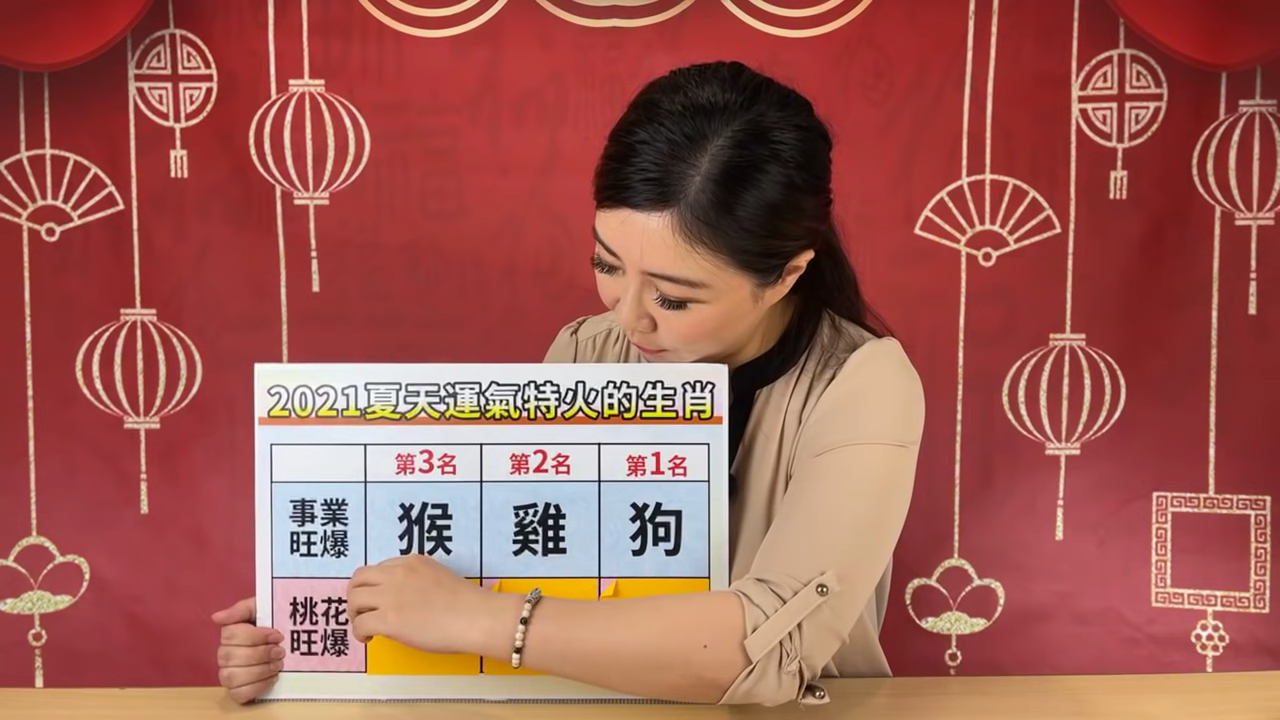 2021夏天運氣特火的生肖
第3名 第2名 第1名
事業 猴 雞 狗
旺爆
桃花
旺爆